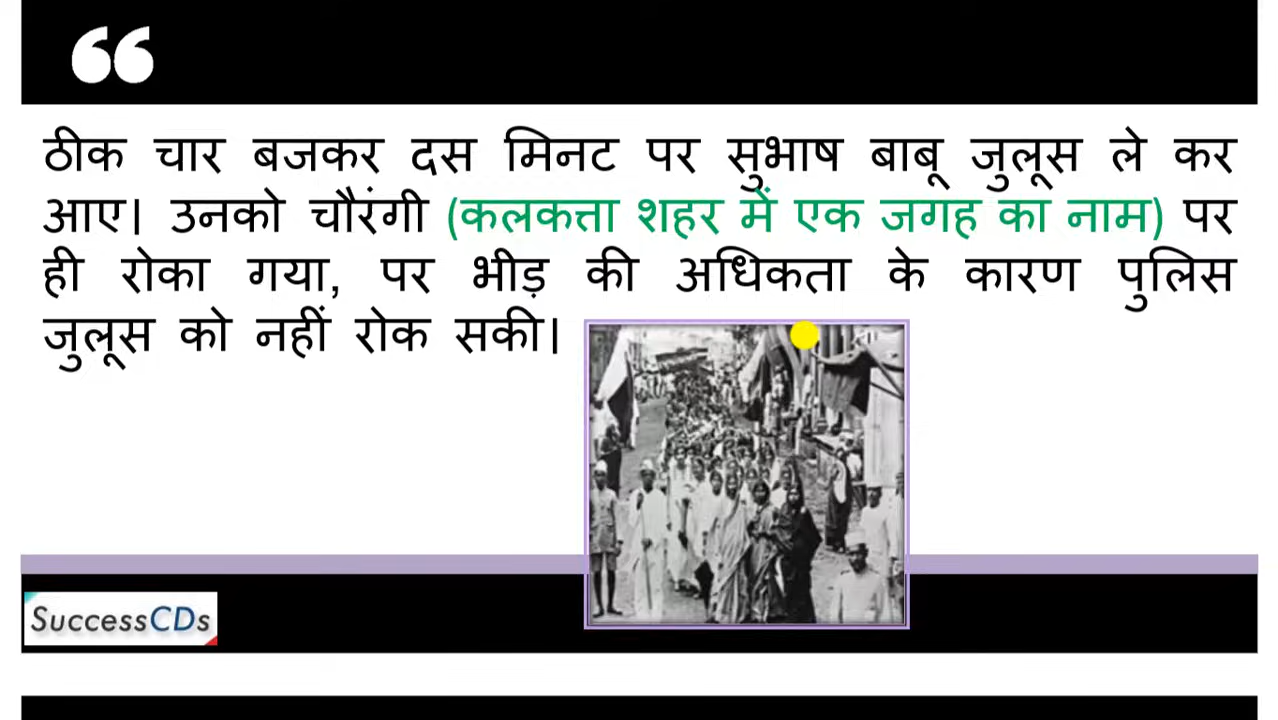 ठीक चार बजकर दस मिनट पर सुभाष बाबू जुलूस ले कर
आए। उनको चौरंगी (कलकत्ता शहर में एक जगह का नाम) पर
ही रोका गया, पर भीड़ की अधिकता के कारण पुलिस
जुलूस को नहीं रोक सकी।
SuccessCDs